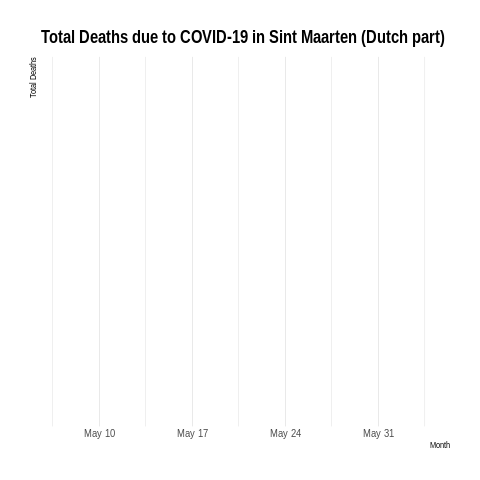 Total Deaths due to COVID-19 in Sint Maarten (Dutch part)
Total Deaths
May 10 May 17 May 24 May 31
Month